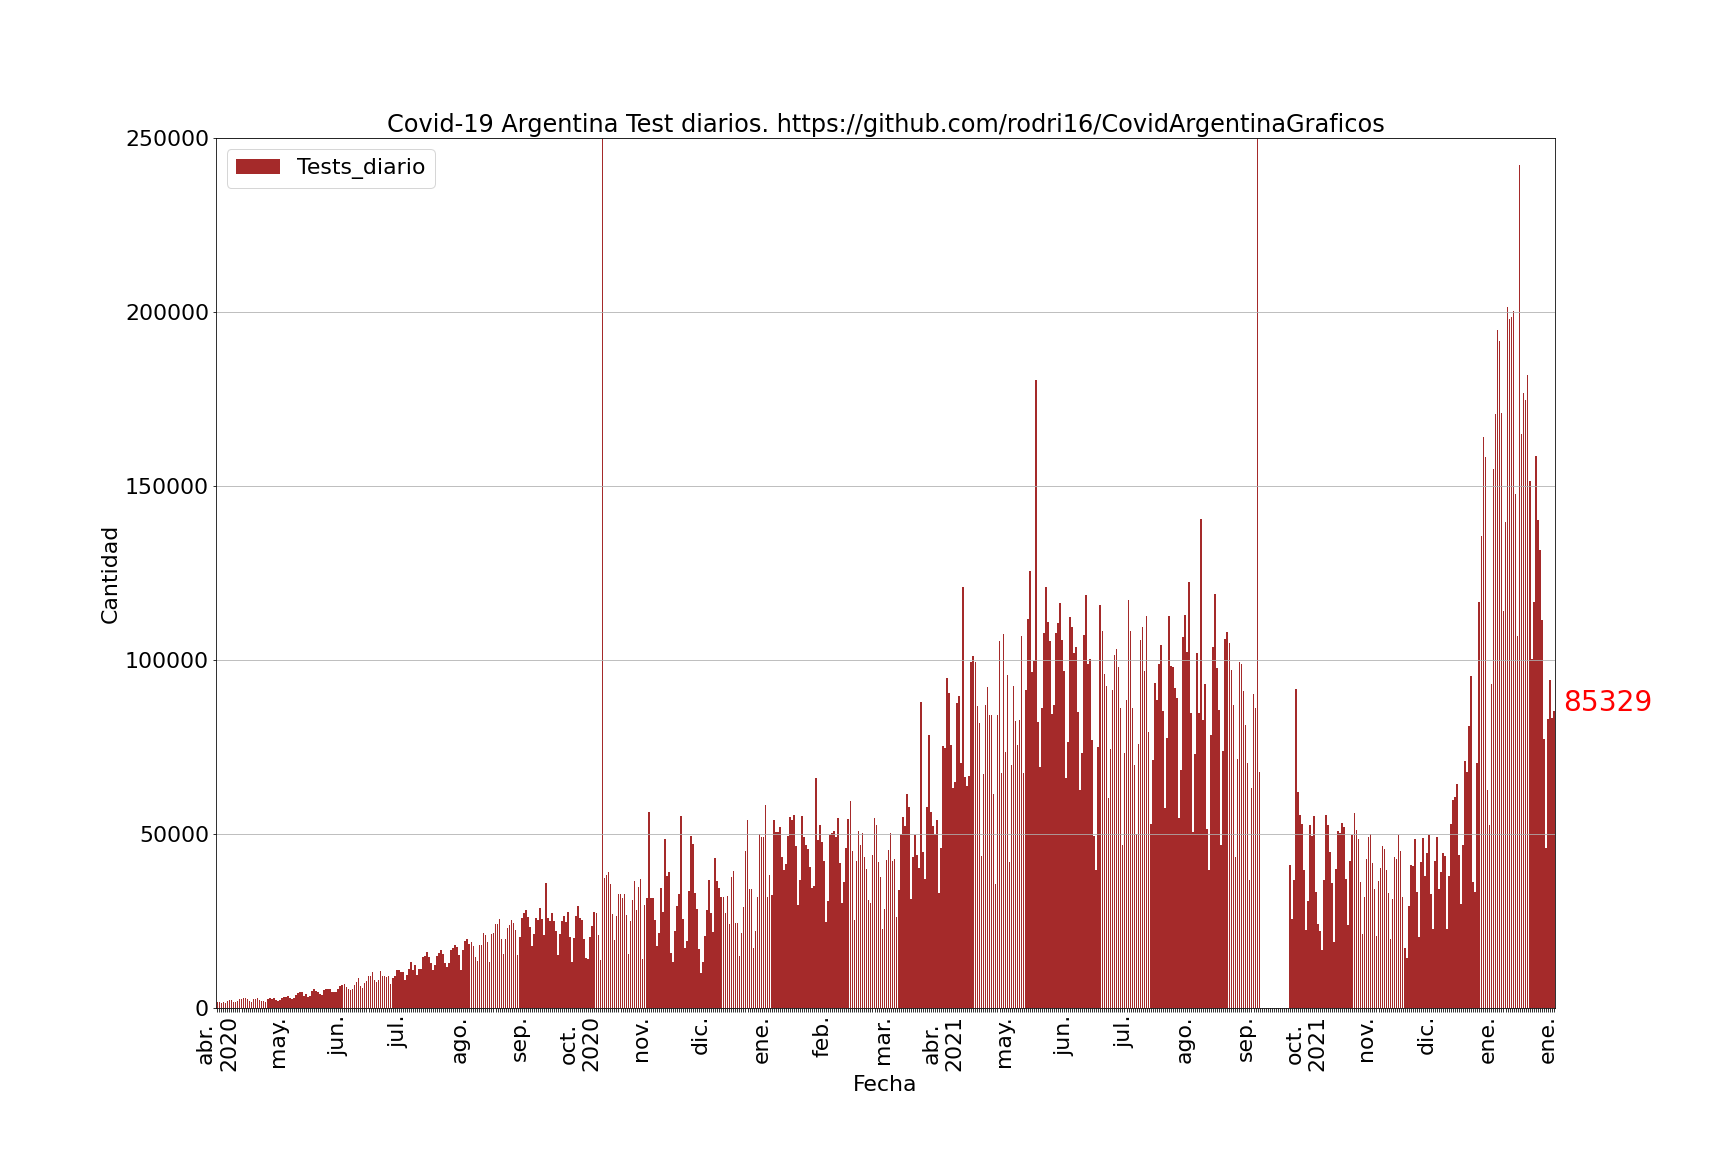 Covid-19 Argentina Test diarios. https://github.com/rodri16/CovidArgentinaGraficos
Tests_diario
250000
200000
150000
100000
50000
0
Cantidad
85329
abr.
2020
may.
jun.
jul.
ago.
sep.
oct.
2020
nov.
dic.
ene.
feb.
mar.
abr.
2021
may.
jun.
jul.
ago.
sep.
oct.
2021
nov.
dic.
ene.
ene.
Fecha